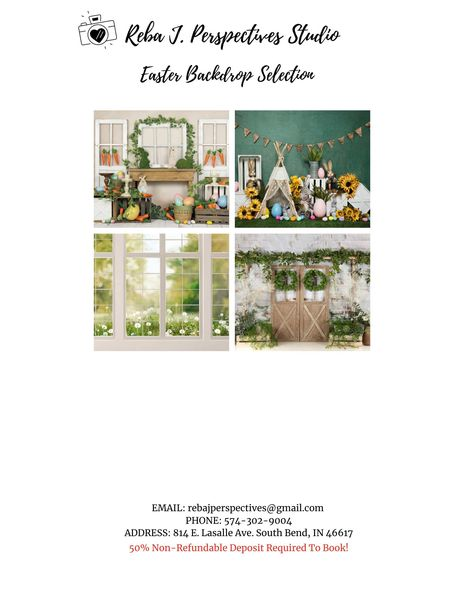 Reba J. Perspectives Studio
Easter Backdrop Selection
EMAIL: rebajperspectives@gmail.com
PHONE: 574-302-9004
ADDRESS: 814 E. Lasalle Ave. South Bend, IN 46617
50% Non-Refundable Deposit Required To Book!